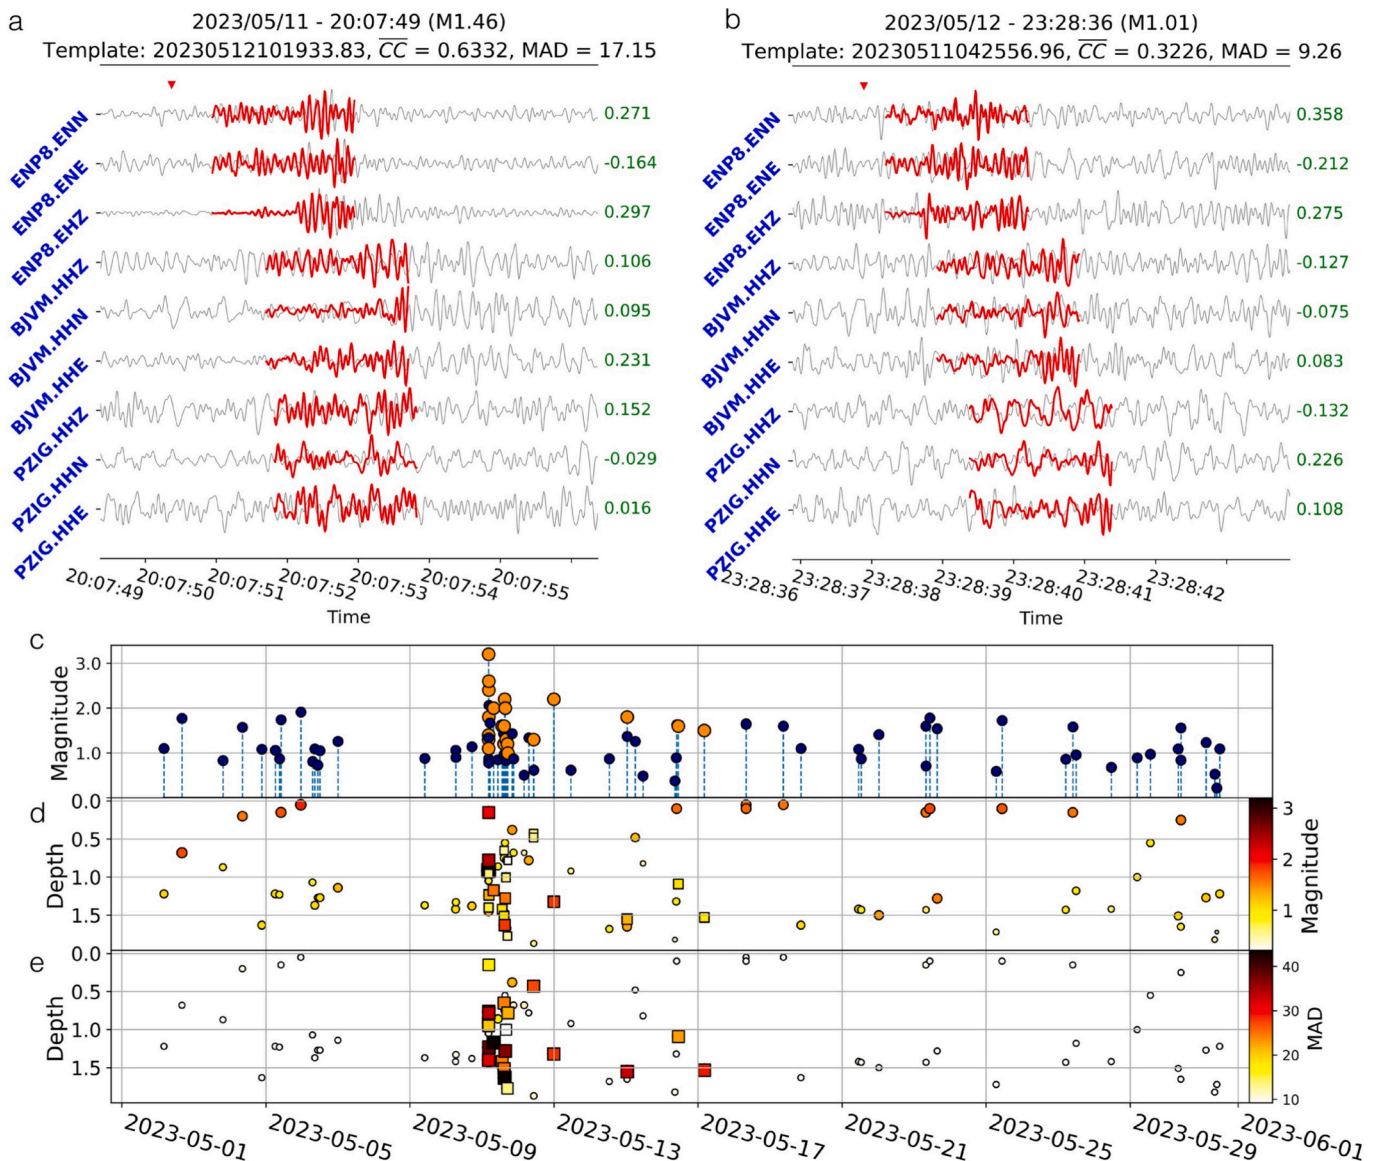 a
2023/05/11 - 20:07:49 (M1.46)
Template: 20230512101933.83, CC = 0.6332, MAD = 17.15
ENP8.ENN 0.271
ENP8.ENE -0.164
ENP8.EHZ 0.297
BJVM.HHZ 0.106
BJVM.HHN 0.095
BJVM.HHE 0.231
PZIG.HHZ 0.152
PZIG.HHN -0.029
PZIG.HHE 0.016
20:07:49 20:07:50 20:07:51 20:07:52 20:07:53 20:07:54 20:07:55
Time
b
2023/05/12 - 23:28:36 (M1.01)
Template: 20230511042556.96, CC = 0.3226, MAD = 9.26
ENP8.ENN 0.358
ENP8.ENE -0.212
ENP8.EHZ 0.275
BJVM.HHZ -0.127
BJVM.HHN -0.075
BJVM.HHE 0.083
PZIG.HHZ -0.132
PZIG.HHN 0.226
PZIG.HHE 0.108
23:28:36 23:28:37 23:28:38 23:28:39 23:28:40 23:28:41 23:28:42
Time
c
Magnitude
3.0
2.0
1.0
0.0
d
Depth
0.5
1.0
1.5
Magnitude
3
2
1
e
Depth
0.0
0.5
1.0
1.5
MAD
40
30
20
10
2023-05-01 2023-05-05 2023-05-09 2023-05-13 2023-05-17 2023-05-21 2023-05-25 2023-05-29 2023-06-01